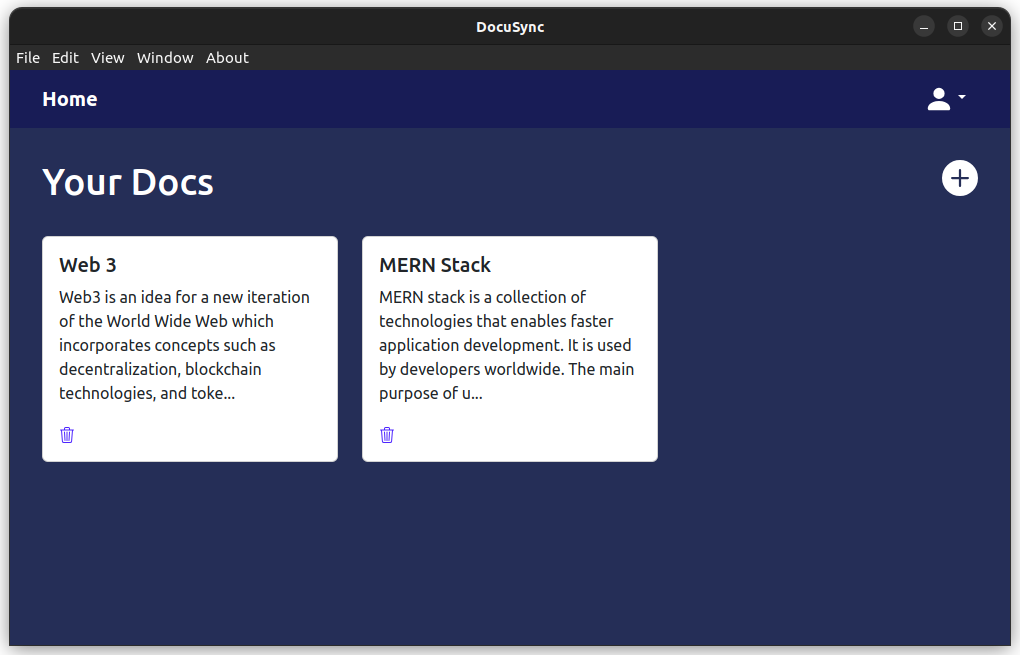 DocuSync
File Edit View Window About
Home
Your Docs
Web 3
Web3 is an idea for a new iteration
of the World Wide Web which
incorporates concepts such as
decentralization, blockchain
technologies, and toke...
MERN Stack
MERN stack is a collection of
technologies that enables faster
application development. It is used
by developers worldwide. The main
purpose of u...